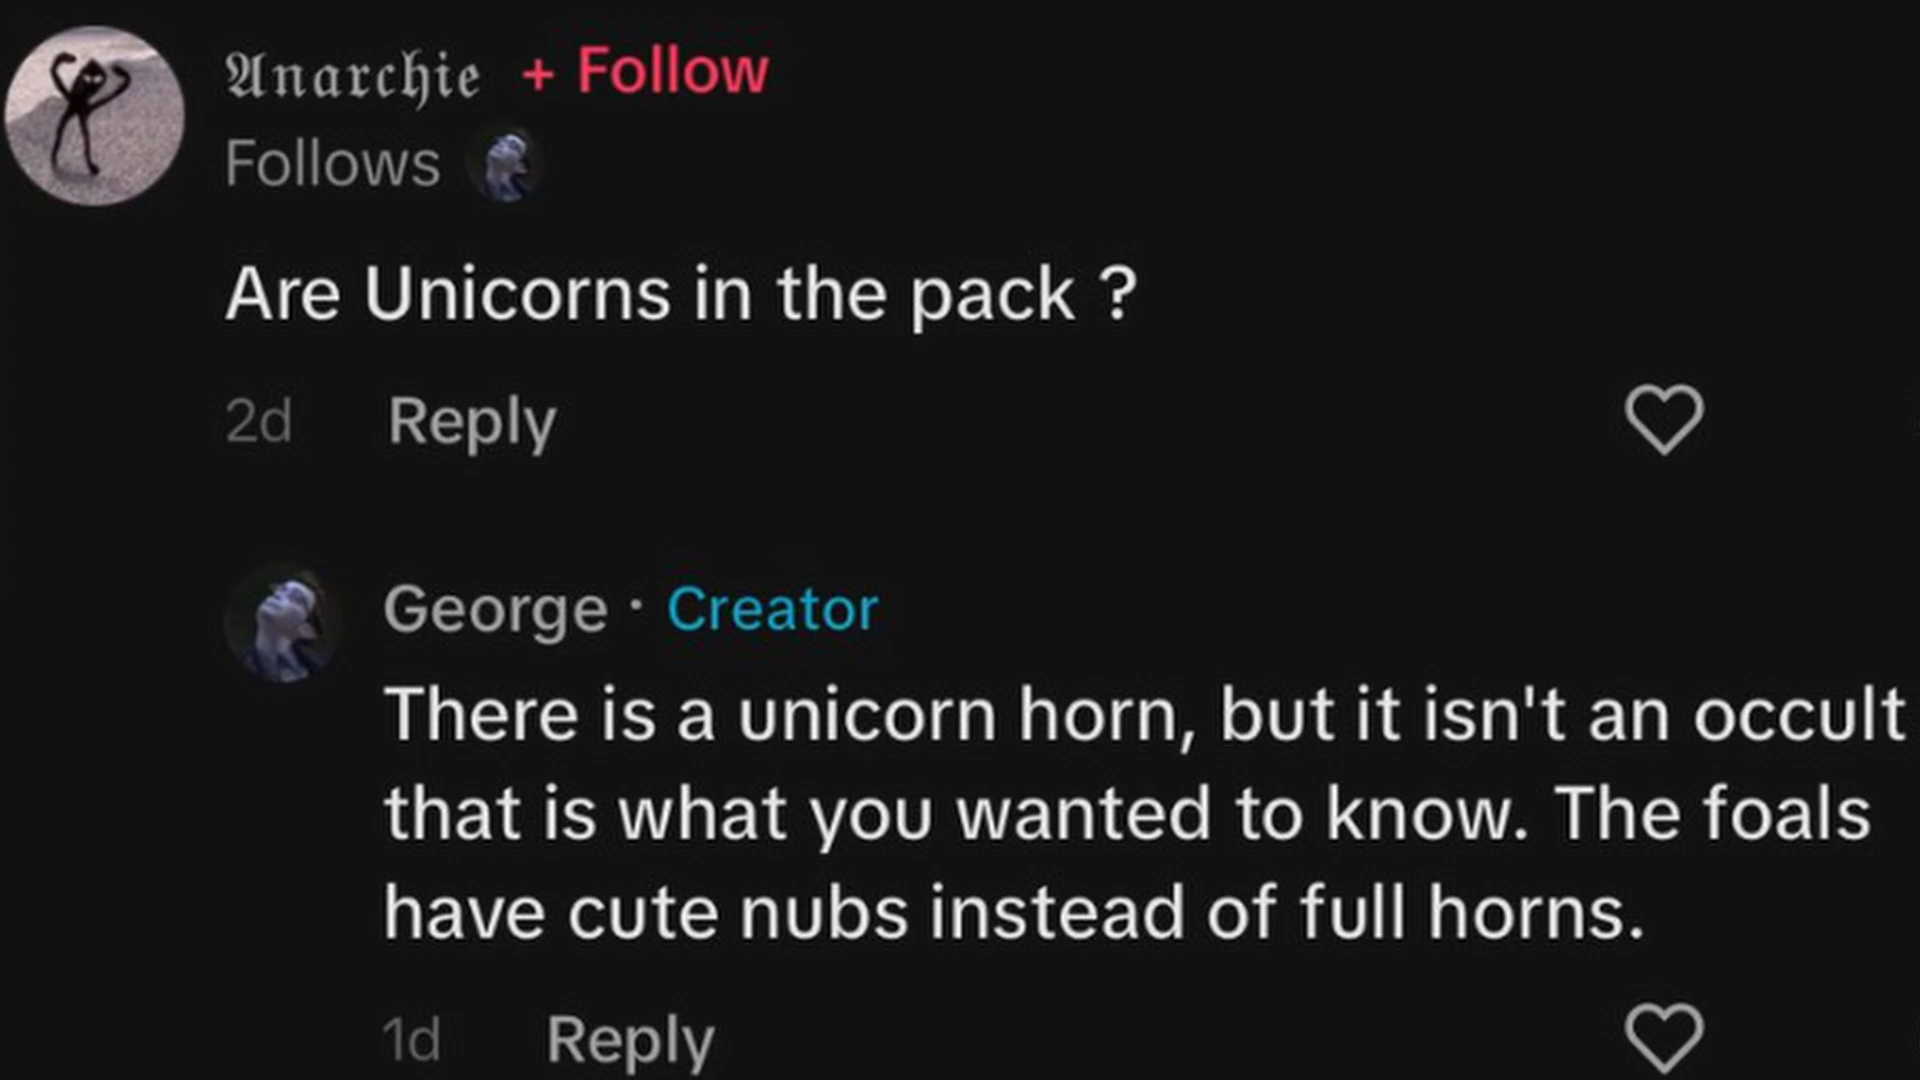 𝔄𝔫𝔞𝔯𝔠𝔥𝔦𝔢 + Follow
Follows
Are Unicorns in the pack ?
2d Reply
George · Creator
There is a unicorn horn, but it isn't an occult
that is what you wanted to know. The foals
have cute nubs instead of full horns.
1d Reply